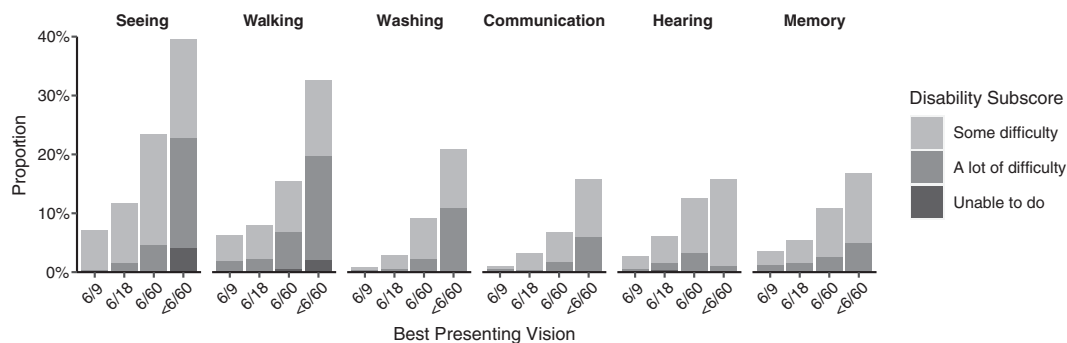 Seeing Walking Washing Communication Hearing Memory
40%
30%
20%
10%
0%
Proportion
6/9 6/18 6/60 <6/60 6/9 6/18 6/60 <6/60 6/9 6/18 6/60 <6/60 6/9 6/18 6/60 <6/60 6/9 6/18 6/60 <6/60 6/9 6/18 6/60 <6/60
Best Presenting Vision
Disability Subscore
Some difficulty
A lot of difficulty
Unable to do